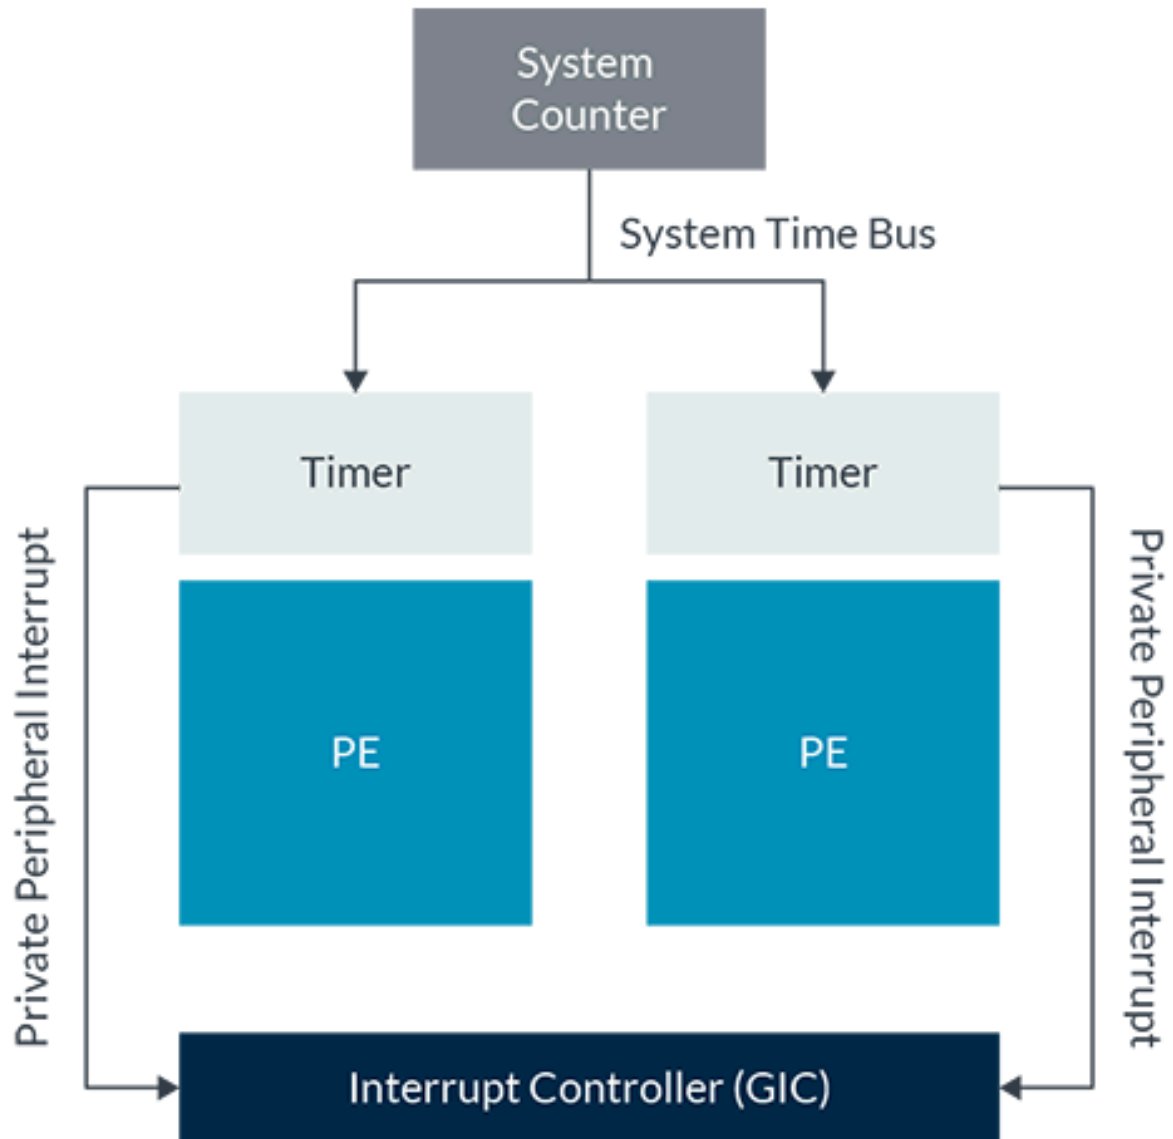 System
Counter
System Time Bus
Timer
Timer
Private Peripheral Interrupt
Private Peripheral Interrupt
PE
PE
Interrupt Controller (GIC)